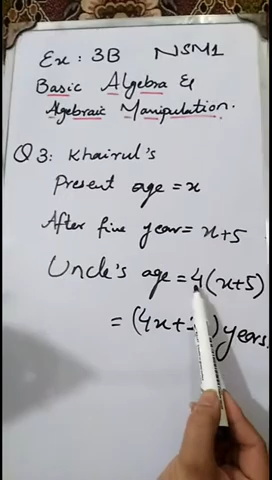 Ex: 3B NSM1
Basic Algebra &
Algebraic Manipulation.
Q3: Khairul's
Present age = x
After five year = x+5
Uncle's age = 4(x+5)
= (4x+ ) years.